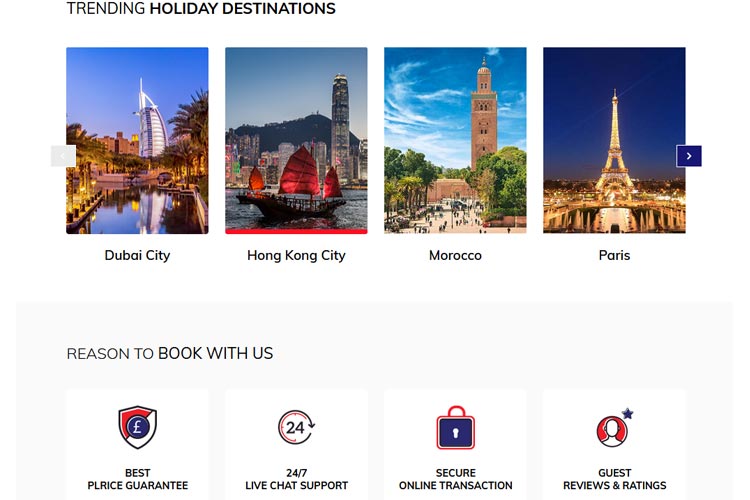 TRENDING HOLIDAY DESTINATIONS
Dubai City
Hong Kong City
Morocco
Paris
REASON TO BOOK WITH US
£
24
BEST
PLRICE GUARANTEE
24/7
LIVE CHAT SUPPORT
SECURE
ONLINE TRANSACTION
GUEST
REVIEWS & RATINGS